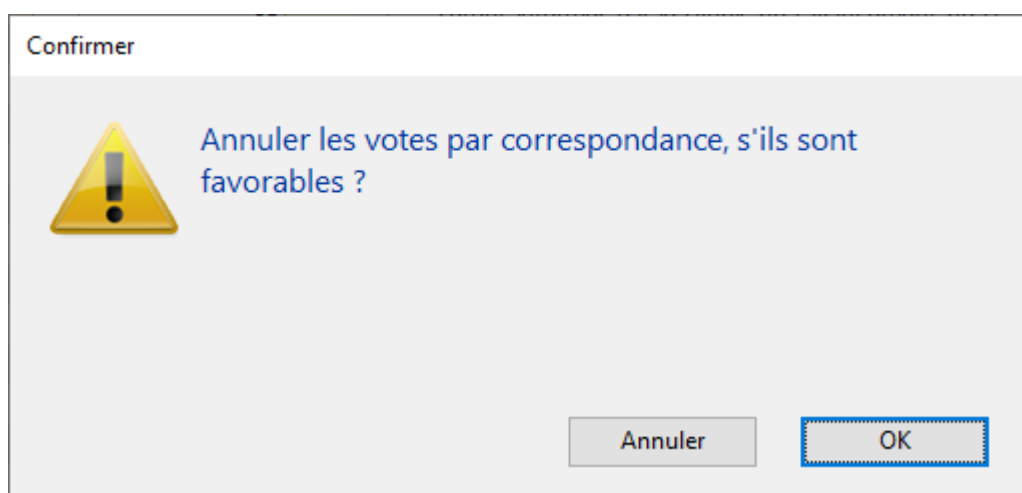 Confirmer
Annuler les votes par correspondance, s'ils sont
favorables ?
Annuler
OK